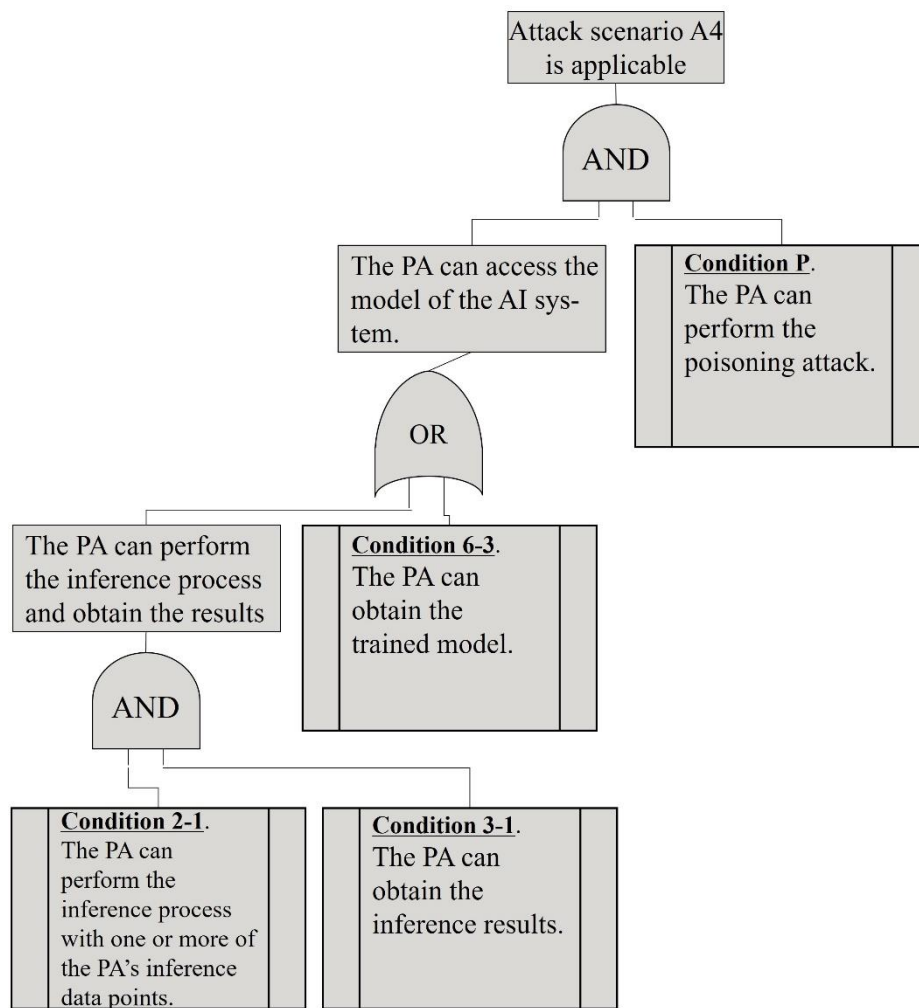 Attack scenario A4
is applicable
AND
The PA can access the
model of the AI sys-
tem.
Condition P.
The PA can
perform the
poisoning attack.
OR
The PA can perform
the inference process
and obtain the results
Condition 6-3.
The PA can
obtain the
trained model.
AND
Condition 2-1.
The PA can
perform the
inference process
with one or more of
the PA’s inference
data points.
Condition 3-1.
The PA can
obtain the
inference results.